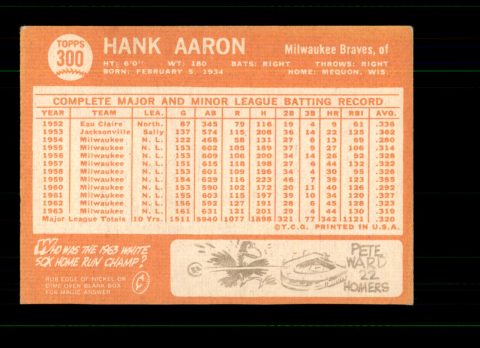 TOPPS
300
HANK AARON
Milwaukee Braves, of
HT: 6'0" WT: 180 BATS: RIGHT THROWS: RIGHT
BORN: FEBRUARY 5, 1934 HOME: MEQUON, WIS.
COMPLETE MAJOR AND MINOR LEAGUE BATTING RECORD
YEAR TEAM LEA. G AB R H 2B 3B HR RBI AVG.
1952 Eau Claire North. 87 345 79 116 19 4 9 61 .336
1953 Jacksonville Sally 137 574 115 208 36 14 22 125 .362
1954 Milwaukee N. L. 122 468 58 131 27 6 13 69 .280
1955 Milwaukee N. L. 153 602 105 189 37 9 27 106 .314
1956 Milwaukee N. L. 153 609 106 200 34 14 26 92 .328
1957 Milwaukee N. L. 151 615 118 198 27 6 44 132 .322
1958 Milwaukee N. L. 153 601 109 196 34 4 30 95 .326
1959 Milwaukee N. L. 154 629 116 223 46 7 39 123 .355
1960 Milwaukee N. L. 153 590 102 172 20 11 40 126 .292
1961 Milwaukee N. L. 155 603 115 197 39 10 34 120 .327
1962 Milwaukee N. L. 156 592 127 191 28 6 45 128 .323
1963 Milwaukee N. L. 161 631 121 201 29 4 44 130 .319
Major League Totals 10 Yrs. 1511 5940 1077 1898 321 77 342 1121 .320
©T.C.G. PRINTED IN U.S.A.
WHO WAS THE 1963 WHITE
SOX HOME RUN CHAMP?
RUB EDGE OF NICKEL OR
DIME OVER BLANK BOX
FOR MAGIC ANSWER
PETE
WARD
22
HOMERS